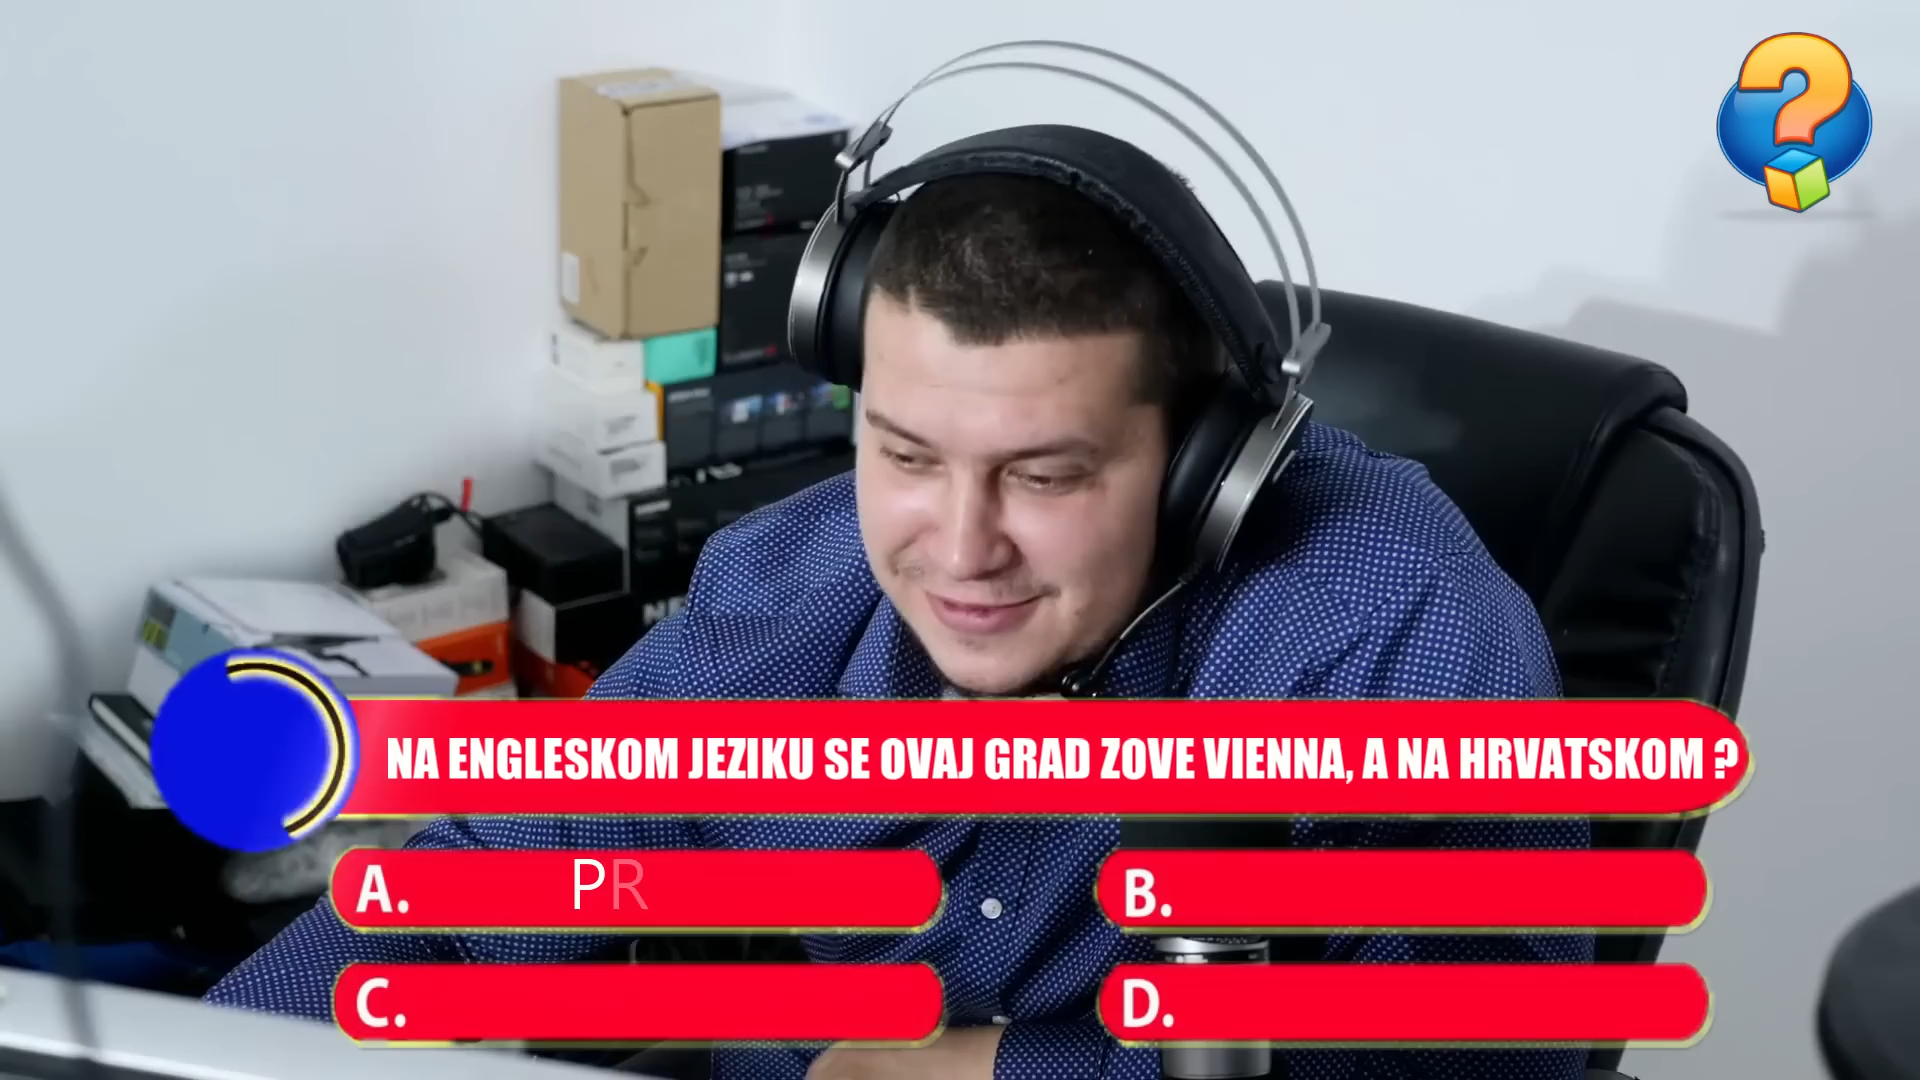 NA ENGLESKOM JEZIKU SE OVAJ GRAD ZOVE VIENNA, A NA HRVATSKOM ?
A. PR
B.
C.
D.